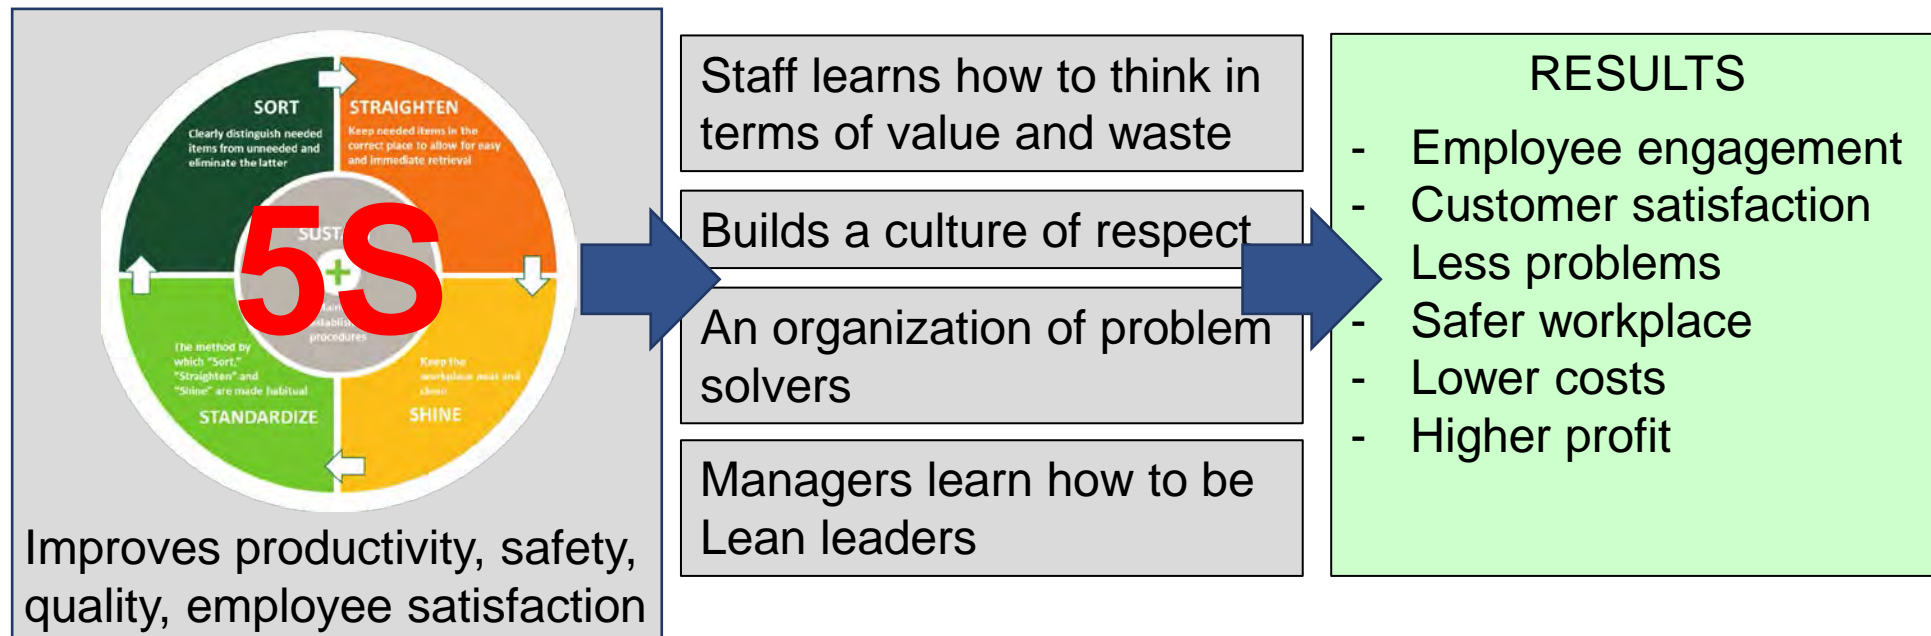 SORT
Clearly distinguish needed
items from unneeded and
eliminate the latter
STRAIGHTEN
Keep needed items in the
correct place to allow for easy
and immediate retrieval
5S
procedures
The method by
which "Sort,"
"Straighten" and
"Shine" are made habitual
STANDARDIZE
Keep the
workplace neat and
clean
SHINE
Improves productivity, safety,
quality, employee satisfaction
Staff learns how to think in
terms of value and waste
Builds a culture of respect
An organization of problem
solvers
Managers learn how to be
Lean leaders
RESULTS
- Employee engagement
- Customer satisfaction
Less problems
- Safer workplace
- Lower costs
- Higher profit